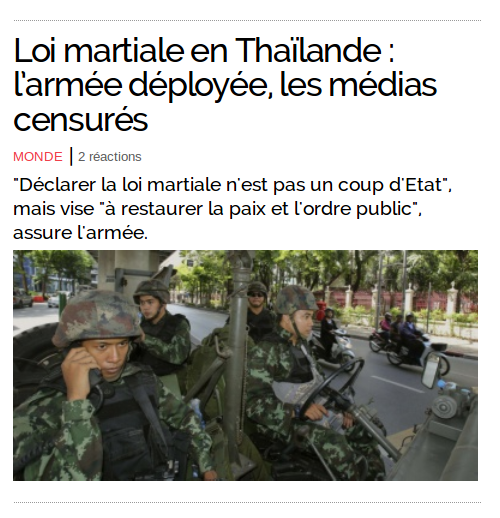 Loi martiale en Thaïlande :
l’armée déployée, les médias
censurés
MONDE | 2 réactions
"Déclarer la loi martiale n'est pas un coup d'Etat",
mais vise "à restaurer la paix et l'ordre public",
assure l'armée.